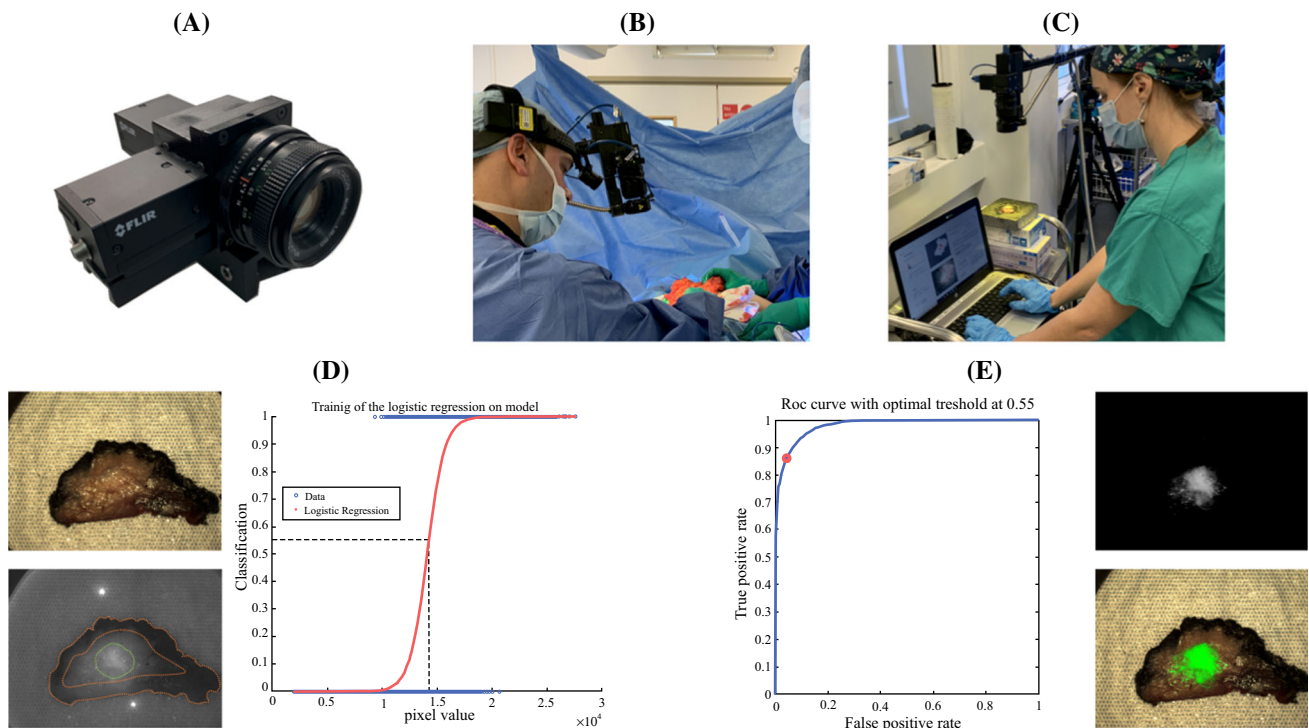 (A)
(B)
(C)
FLIR
FLIR
(D)
(E)
Trainig of the logistic regression on model
Classification
1
0.9
0.8
0.7
0.6
0.5
0.4
0.3
0.2
0.1
0
Data
Logistic Regression
0
0.5
1
1.5
2
2.5
3
pixel value
×10⁴
Roc curve with optimal treshold at 0.55
True positive rate
1
0.9
0.8
0.7
0.6
0.5
0.4
0.3
0.2
0.1
0
0
0.2
0.4
0.6
0.8
1
False positive rate